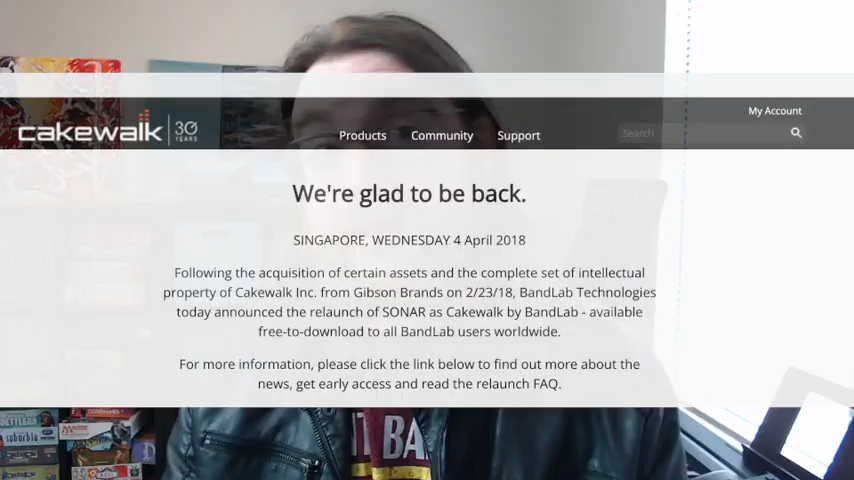 My Account
cakewalk 30 YEARS
Products Community Support
Search
We're glad to be back.
SINGAPORE, WEDNESDAY 4 April 2018
Following the acquisition of certain assets and the complete set of intellectual
property of Cakewalk Inc. from Gibson Brands on 2/23/18, BandLab Technologies
today announced the relaunch of SONAR as Cakewalk by BandLab - available
free-to-download to all BandLab users worldwide.
For more information, please click the link below to find out more about the
news, get early access and read the relaunch FAQ.
suburbia
BA